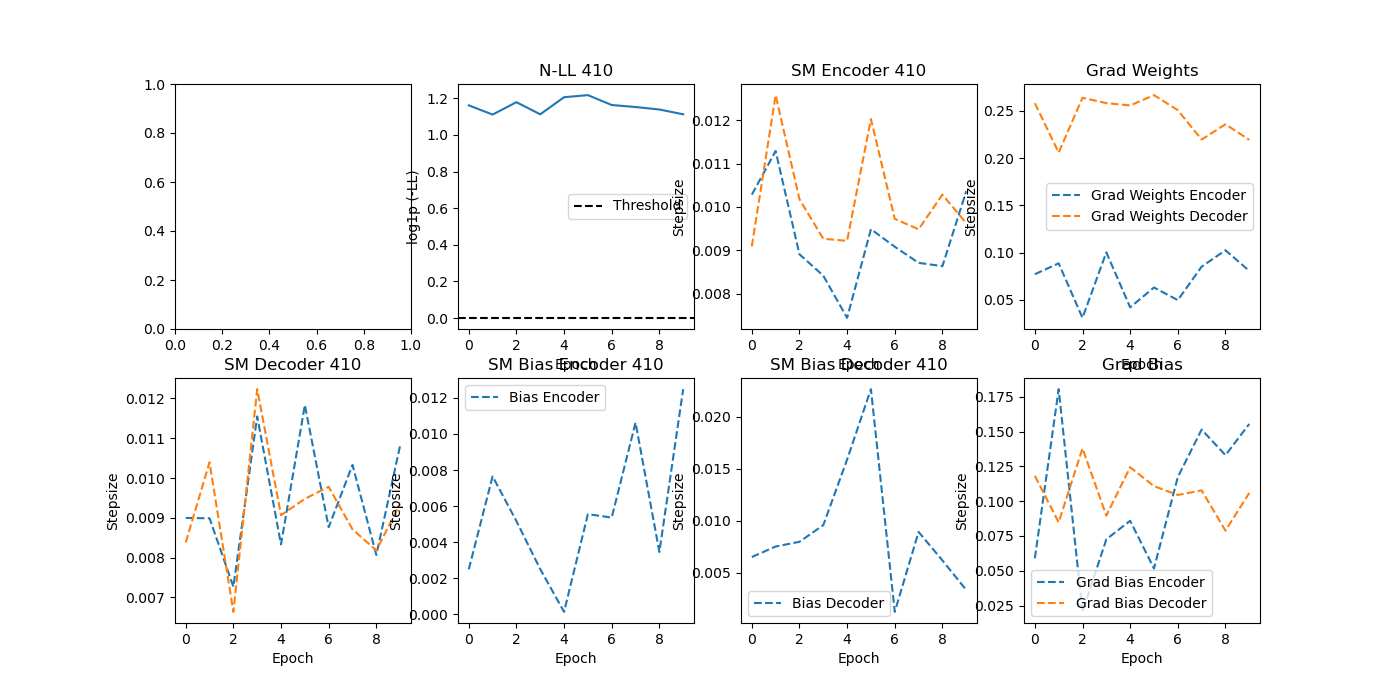 N-LL 410
SM Encoder 410
Grad Weights
1.0
0.8
0.6
0.4
0.2
0.0
0.0 0.2 0.4 0.6 0.8 1.0
log1p (-LL)
1.2
1.0
0.8
0.6
0.4
0.2
0.0
Threshold
0 2 4 6 8
Epoch
Stepsize
0.012
0.011
0.010
0.009
0.008
0 2 4 6 8
Epoch
Stepsize
0.25
0.20
0.15
0.10
0.05
Grad Weights Encoder
Grad Weights Decoder
0 2 4 6 8
Epoch
SM Decoder 410
SM Bias Encoder 410
SM Bias Decoder 410
Grad Bias
Stepsize
0.012
0.011
0.010
0.009
0.008
0.007
0 2 4 6 8
Epoch
Stepsize
0.012
0.010
0.008
0.006
0.004
0.002
0.000
Bias Encoder
0 2 4 6 8
Epoch
Stepsize
0.020
0.015
0.010
0.005
Bias Decoder
0 2 4 6 8
Epoch
Stepsize
0.175
0.150
0.125
0.100
0.075
0.050
0.025
Grad Bias Encoder
Grad Bias Decoder
0 2 4 6 8
Epoch